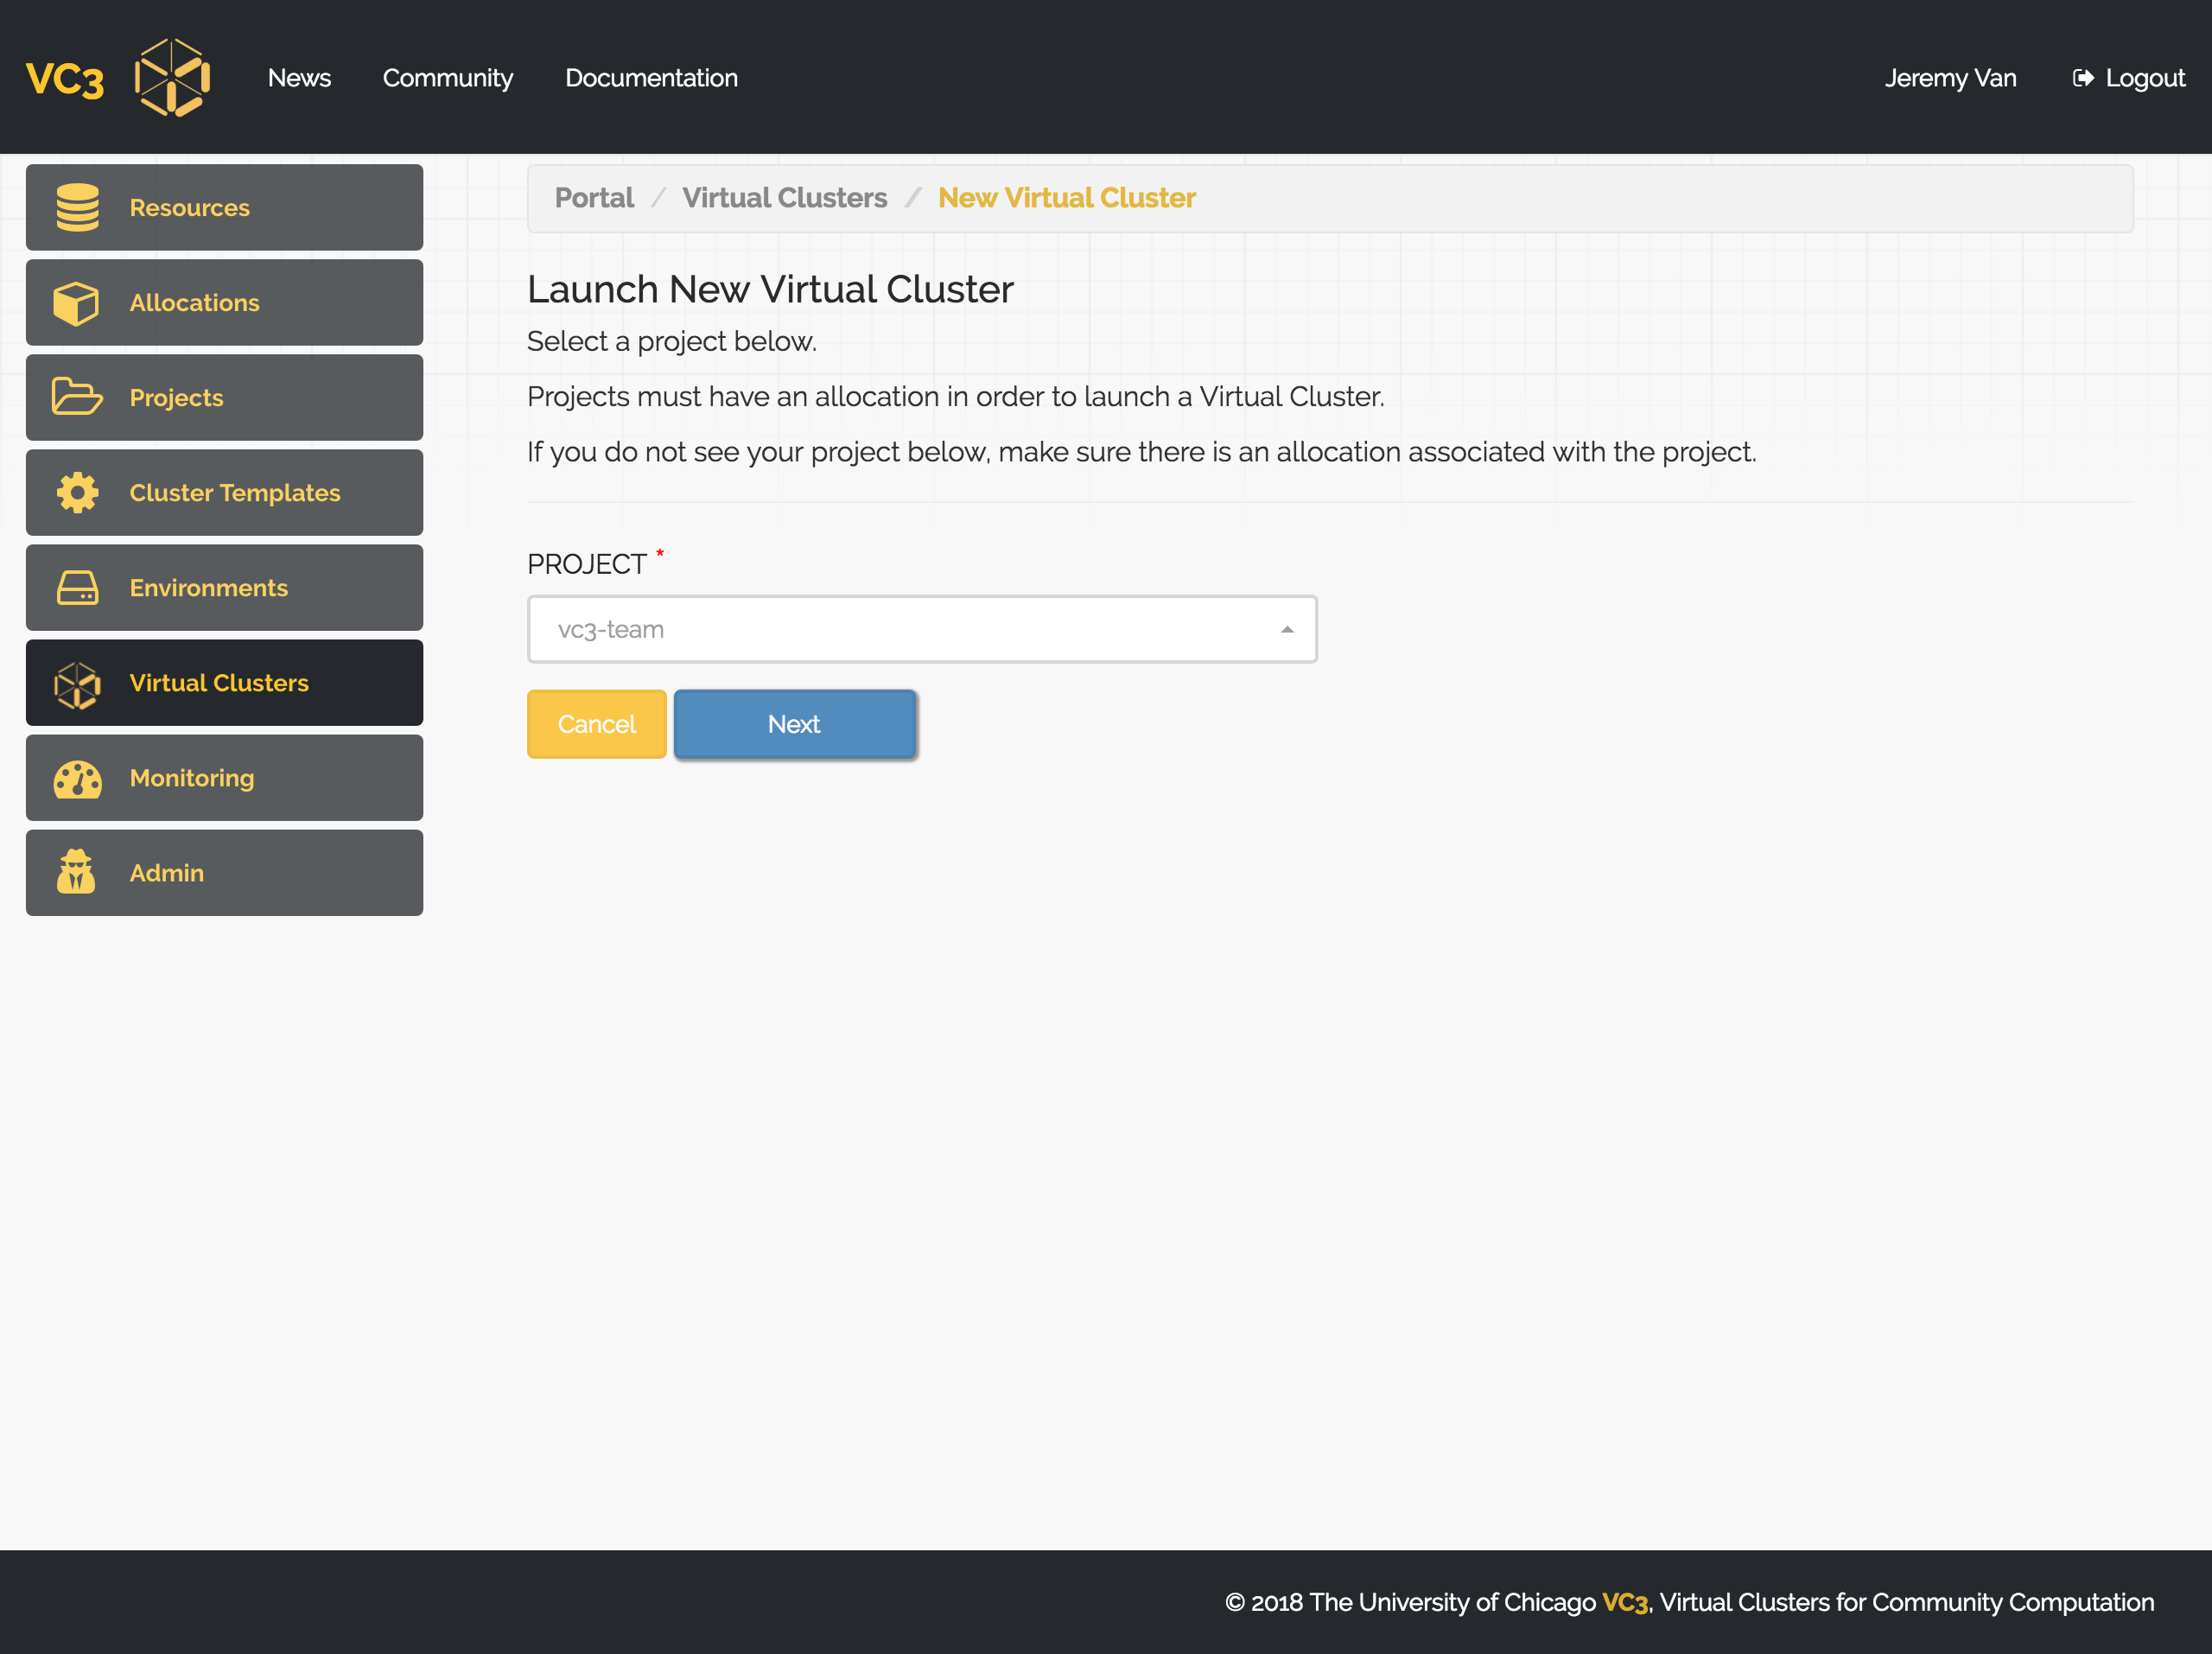 VC3 News Community Documentation Jeremy Van Logout
Resources
Allocations
Projects
Cluster Templates
Environments
Virtual Clusters
Monitoring
Admin
Portal / Virtual Clusters / New Virtual Cluster
Launch New Virtual Cluster
Select a project below.
Projects must have an allocation in order to launch a Virtual Cluster.
If you do not see your project below, make sure there is an allocation associated with the project.
PROJECT *
vc3-team
Cancel Next
© 2018 The University of Chicago VC3, Virtual Clusters for Community Computation